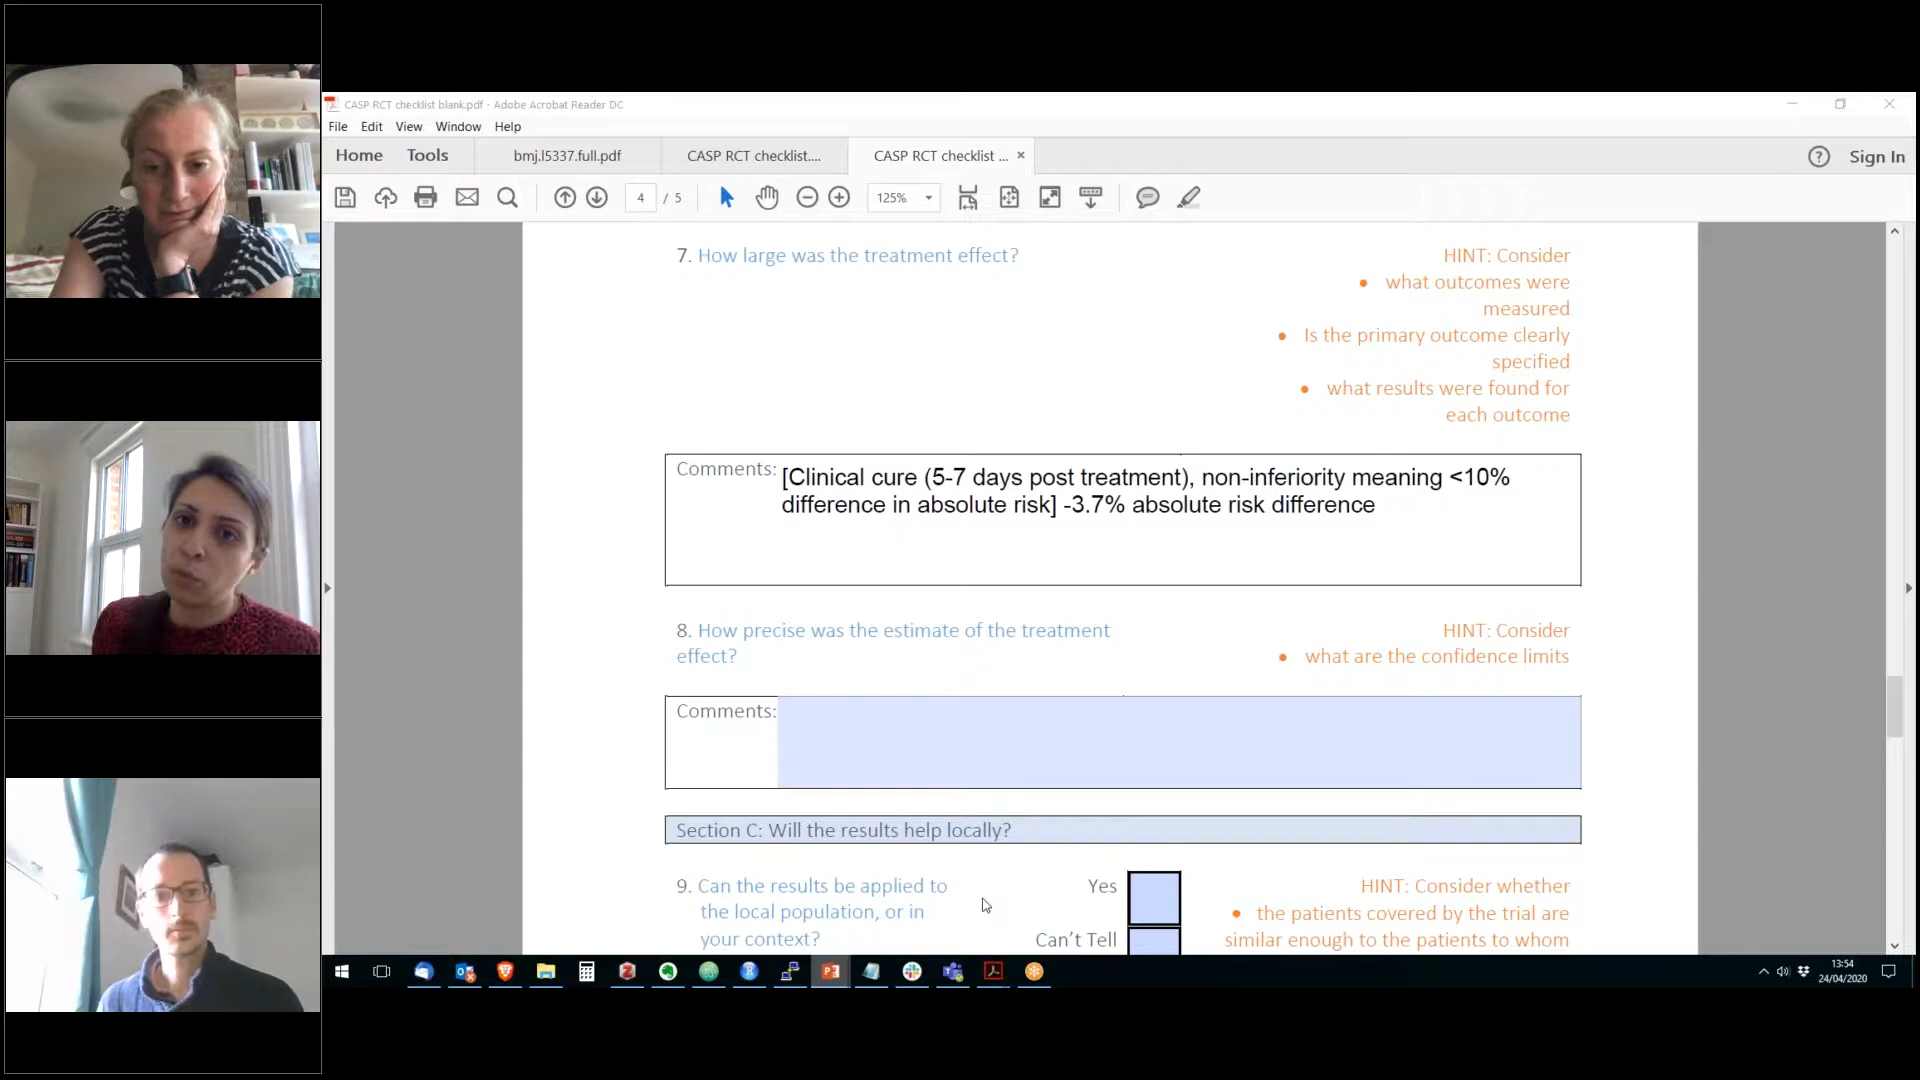 CASP RCT checklist blank.pdf - Adobe Acrobat Reader DC
File Edit View Window Help
Home Tools bmj.l5337.full.pdf CASP RCT checklist.... CASP RCT checklist ... × ? Sign In
4 / 5 125%
7. How large was the treatment effect?
HINT: Consider
• what outcomes were
measured
• Is the primary outcome clearly
specified
• what results were found for
each outcome
Comments: [Clinical cure (5-7 days post treatment), non-inferiority meaning <10%
difference in absolute risk] -3.7% absolute risk difference
8. How precise was the estimate of the treatment
effect?
HINT: Consider
• what are the confidence limits
Comments:
Section C: Will the results help locally?
9. Can the results be applied to
the local population, or in
your context?
Yes
Can't Tell
HINT: Consider whether
• the patients covered by the trial are
similar enough to the patients to whom
13:54
24/04/2020